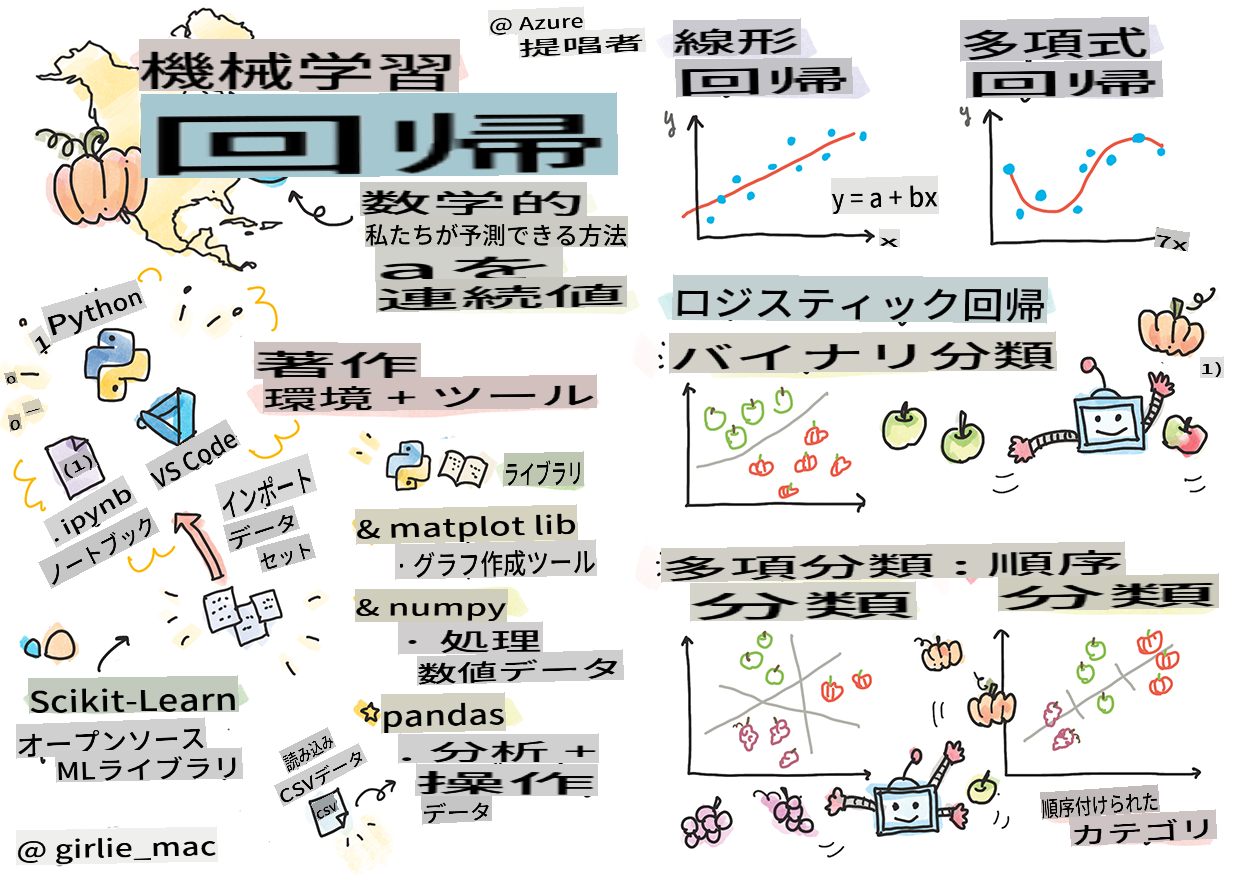 @ Azure
提唱者
機械学習
回帰
数学的
私たちが予測できる方法
a を
連続値
1 Python
VS Code
(1)
.ipynb
ノートブック
インポート
データ
セット
著作
環境 + ツール
ライブラリ
& matplot lib
・グラフ作成ツール
& numpy
・処理
数値データ
pandas
・分析 +
操作
データ
読み込み
CSVデータ
CSV
Scikit-Learn
オープンソース
MLライブラリ
@ girlie_mac
線形
回帰
y
y = a + bx
x
多項式
回帰
y
7x
ロジスティック回帰
バイナリ分類
1)
多項分類:順序
分類
分類
順序付けられた
カテゴリ